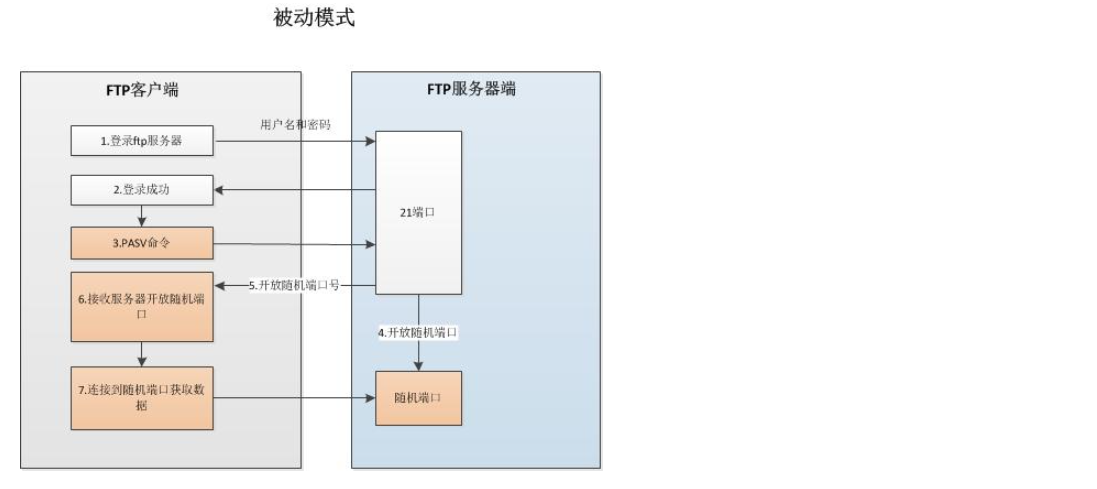 被动模式
FTP客户端
FTP服务器端
用户名和密码
1.登录ftp服务器
2.登录成功
21端口
3.PASV命令
5.开放随机端口号
6.接收服务器开放随机端
口
4.开放随机端口
7.连接到随机端口获取数
据
随机端口